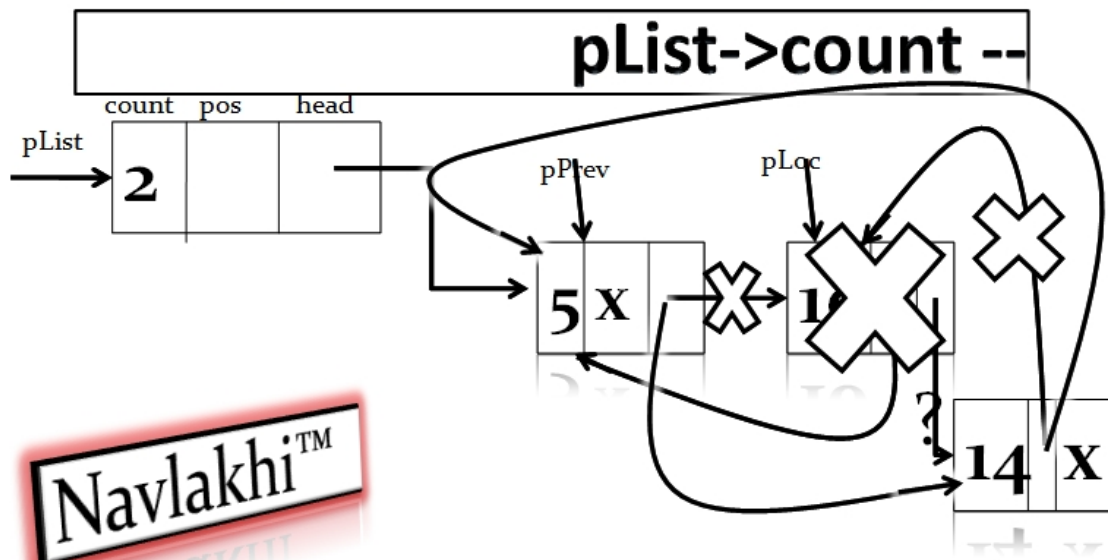 pList->count --
count pos head
pList
2
pPrev
pLoc
5 X
?
14 X
Navlakhi™